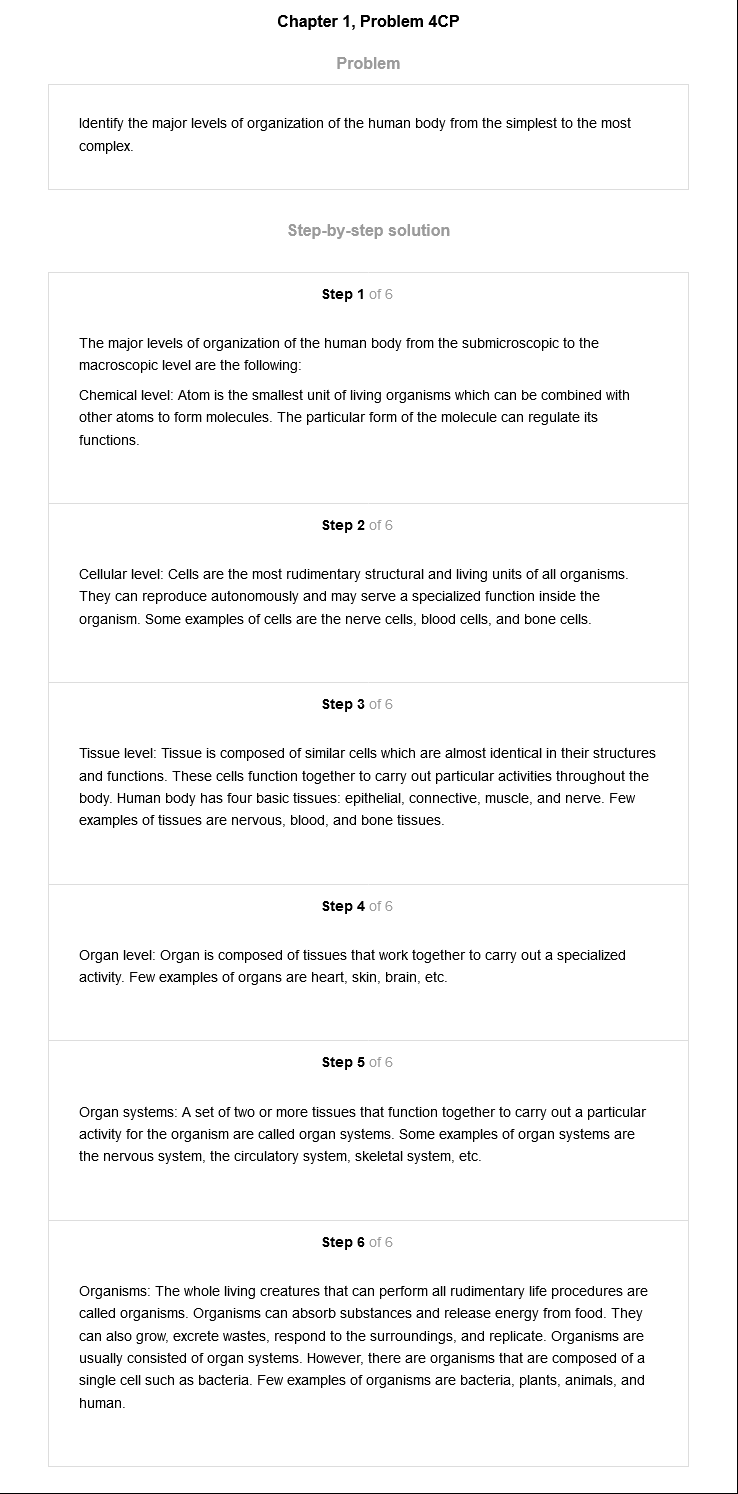 Chapter 1, Problem 4CP
Problem
Identify the major levels of organization of the human body from the simplest to the most
complex.
Step-by-step solution
Step 1 of 6
The major levels of organization of the human body from the submicroscopic to the
macroscopic level are the following:
Chemical level: Atom is the smallest unit of living organisms which can be combined with
other atoms to form molecules. The particular form of the molecule can regulate its
functions.
Step 2 of 6
Cellular level: Cells are the most rudimentary structural and living units of all organisms.
They can reproduce autonomously and may serve a specialized function inside the
organism. Some examples of cells are the nerve cells, blood cells, and bone cells.
Step 3 of 6
Tissue level: Tissue is composed of similar cells which are almost identical in their structures
and functions. These cells function together to carry out particular activities throughout the
body. Human body has four basic tissues: epithelial, connective, muscle, and nerve. Few
examples of tissues are nervous, blood, and bone tissues.
Step 4 of 6
Organ level: Organ is composed of tissues that work together to carry out a specialized
activity. Few examples of organs are heart, skin, brain, etc.
Step 5 of 6
Organ systems: A set of two or more tissues that function together to carry out a particular
activity for the organism are called organ systems. Some examples of organ systems are
the nervous system, the circulatory system, skeletal system, etc.
Step 6 of 6
Organisms: The whole living creatures that can perform all rudimentary life procedures are
called organisms. Organisms can absorb substances and release energy from food. They
can also grow, excrete wastes, respond to the surroundings, and replicate. Organisms are
usually consisted of organ systems. However, there are organisms that are composed of a
single cell such as bacteria. Few examples of organisms are bacteria, plants, animals, and
human.